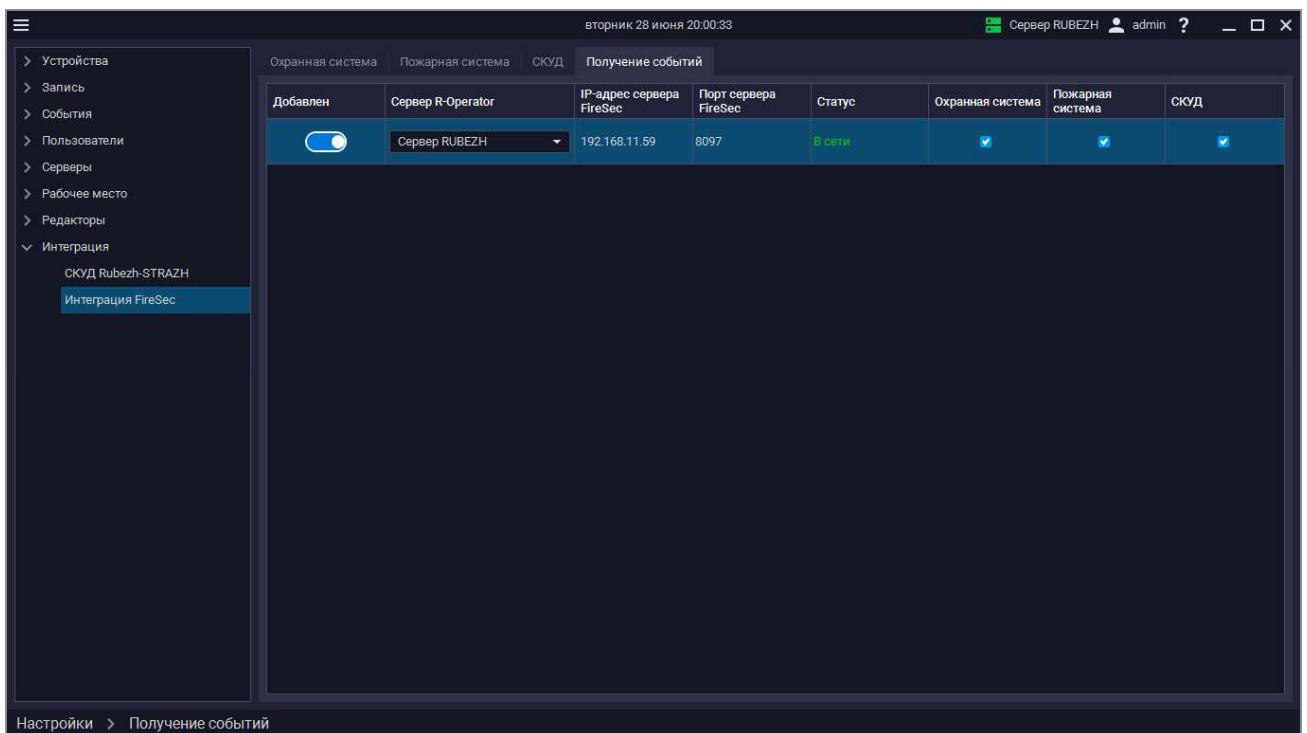 вторник 28 июня 20:00:33
Сервер RUBEZH
admin
?
Устройства
Запись
События
Пользователи
Серверы
Рабочее место
Редакторы
Интеграция
СКУД Rubezh-STRAZH
Интеграция FireSec
Охранная система
Пожарная система
СКУД
Получение событий
Добавлен
Сервер R-Operator
IP-адрес сервера
FireSec
Порт сервера
FireSec
Статус
Охранная система
Пожарная
система
СКУД
Сервер RUBEZH
192.168.11.59
8097
В сети
Настройки > Получение событий